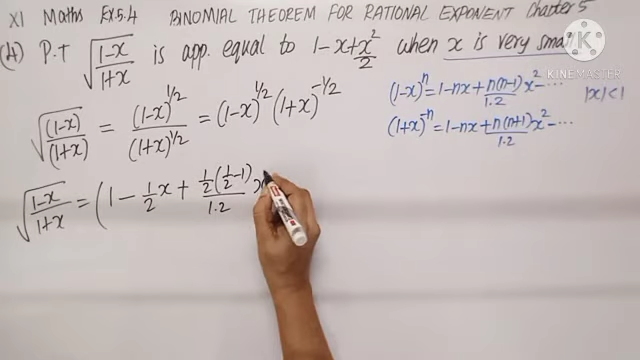 XI Maths Ex 5.4 BINOMIAL THEOREM FOR RATIONAL EXPONENT Chapter 5
(4) P.T √((1-x)/(1+x)) is app. equal to 1-x+x²/2 when x is very small
KINEMASTER
√((1-x)/(1+x)) = (1-x)^(1/2)/(1+x)^(1/2) = (1-x)^(1/2) (1+x)^(-1/2)
(1-x)^n = 1-nx+n(n-1)/1.2 x² - ... |x|<1
(1+x)^-n = 1-nx+n(n+1)/1.2 x² - ...
√((1-x)/(1+x)) = (1 - 1/2 x + 1/2(1/2-1)/1.2 x